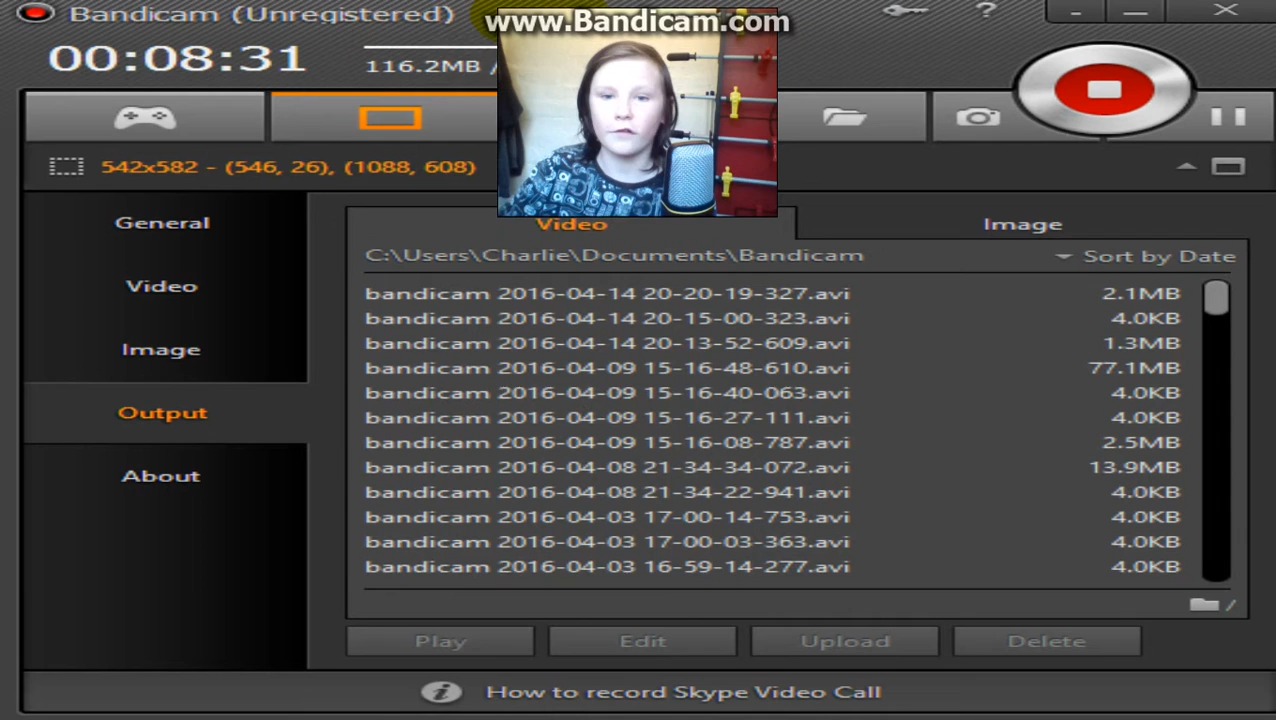 Bandicam (Unregistered)
www.Bandicam.com
?
00:08:31
116.2MB /
542x582 - (546, 26), (1088, 608)
General
Video
Image
Output
About
Video
Image
C:\Users\Charlie\Documents\Bandicam
Sort by Date
bandicam 2016-04-14 20-20-19-327.avi 2.1MB
bandicam 2016-04-14 20-15-00-323.avi 4.0KB
bandicam 2016-04-14 20-13-52-609.avi 1.3MB
bandicam 2016-04-09 15-16-48-610.avi 77.1MB
bandicam 2016-04-09 15-16-40-063.avi 4.0KB
bandicam 2016-04-09 15-16-27-111.avi 4.0KB
bandicam 2016-04-09 15-16-08-787.avi 2.5MB
bandicam 2016-04-08 21-34-34-072.avi 13.9MB
bandicam 2016-04-08 21-34-22-941.avi 4.0KB
bandicam 2016-04-03 17-00-14-753.avi 4.0KB
bandicam 2016-04-03 17-00-03-363.avi 4.0KB
bandicam 2016-04-03 16-59-14-277.avi 4.0KB
/
Play
Edit
Upload
Delete
How to record Skype Video Call